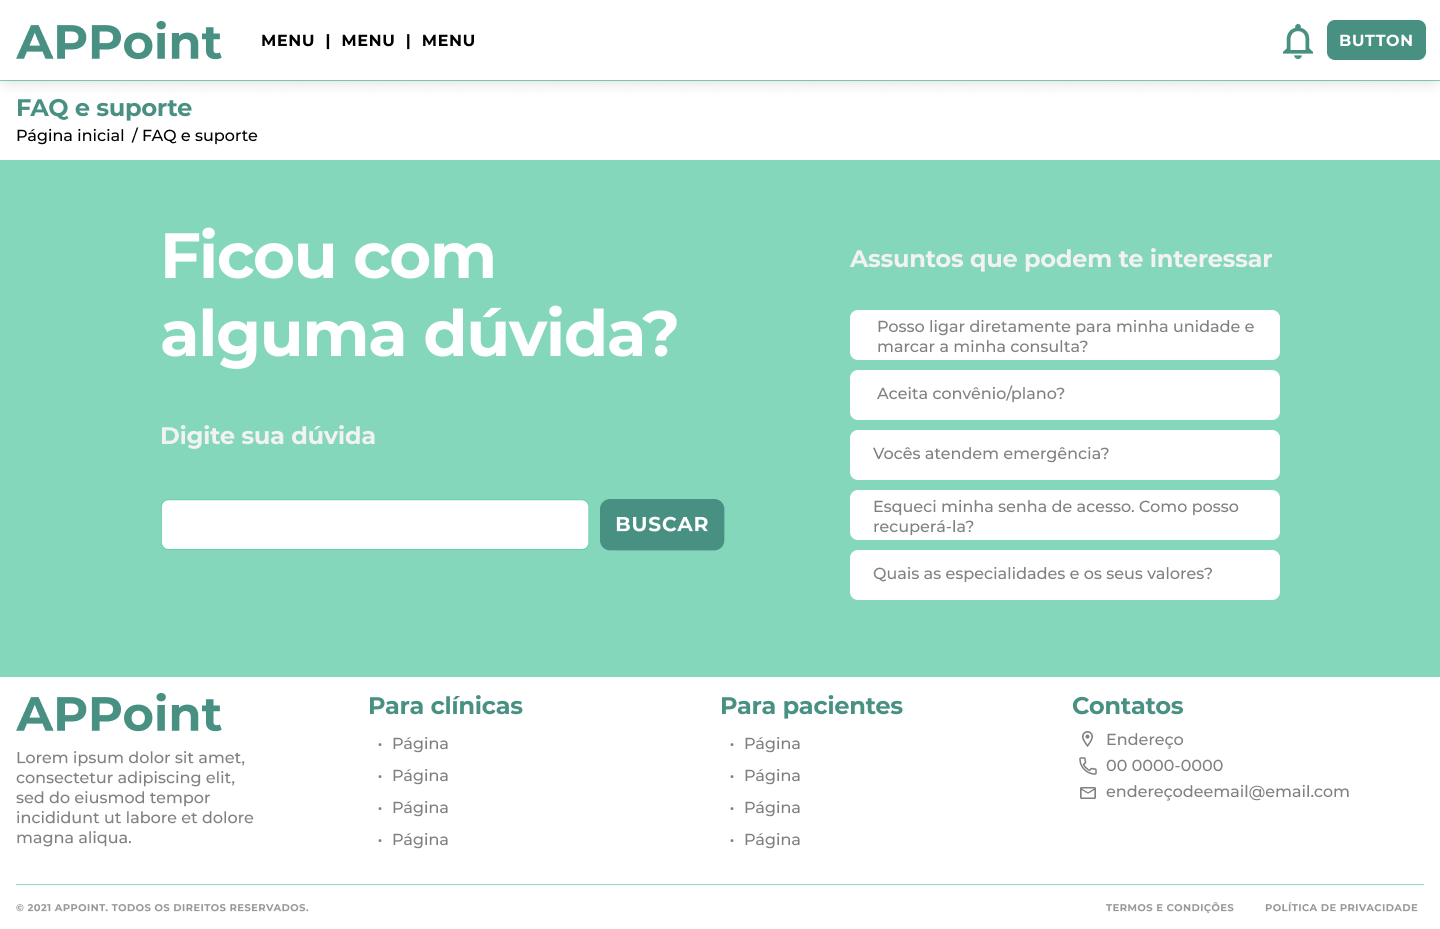 APPoint
MENU | MENU | MENU
BUTTON
FAQ e suporte
Página inicial / FAQ e suporte
Ficou com
alguma dúvida?
Digite sua dúvida
BUSCAR
Assuntos que podem te interessar
Posso ligar diretamente para minha unidade e
marcar a minha consulta?
Aceita convênio/plano?
Vocês atendem emergência?
Esqueci minha senha de acesso. Como posso
recuperá-la?
Quais as especialidades e os seus valores?
APPoint
Lorem ipsum dolor sit amet,
consectetur adipiscing elit,
sed do eiusmod tempor
incididunt ut labore et dolore
magna aliqua.
Para clínicas
• Página
• Página
• Página
• Página
Para pacientes
• Página
• Página
• Página
• Página
Contatos
Endereço
00 0000-0000
endereçodeemail@email.com
© 2021 APPOINT. TODOS OS DIREITOS RESERVADOS.
TERMOS E CONDIÇÕES
POLÍTICA DE PRIVACIDADE